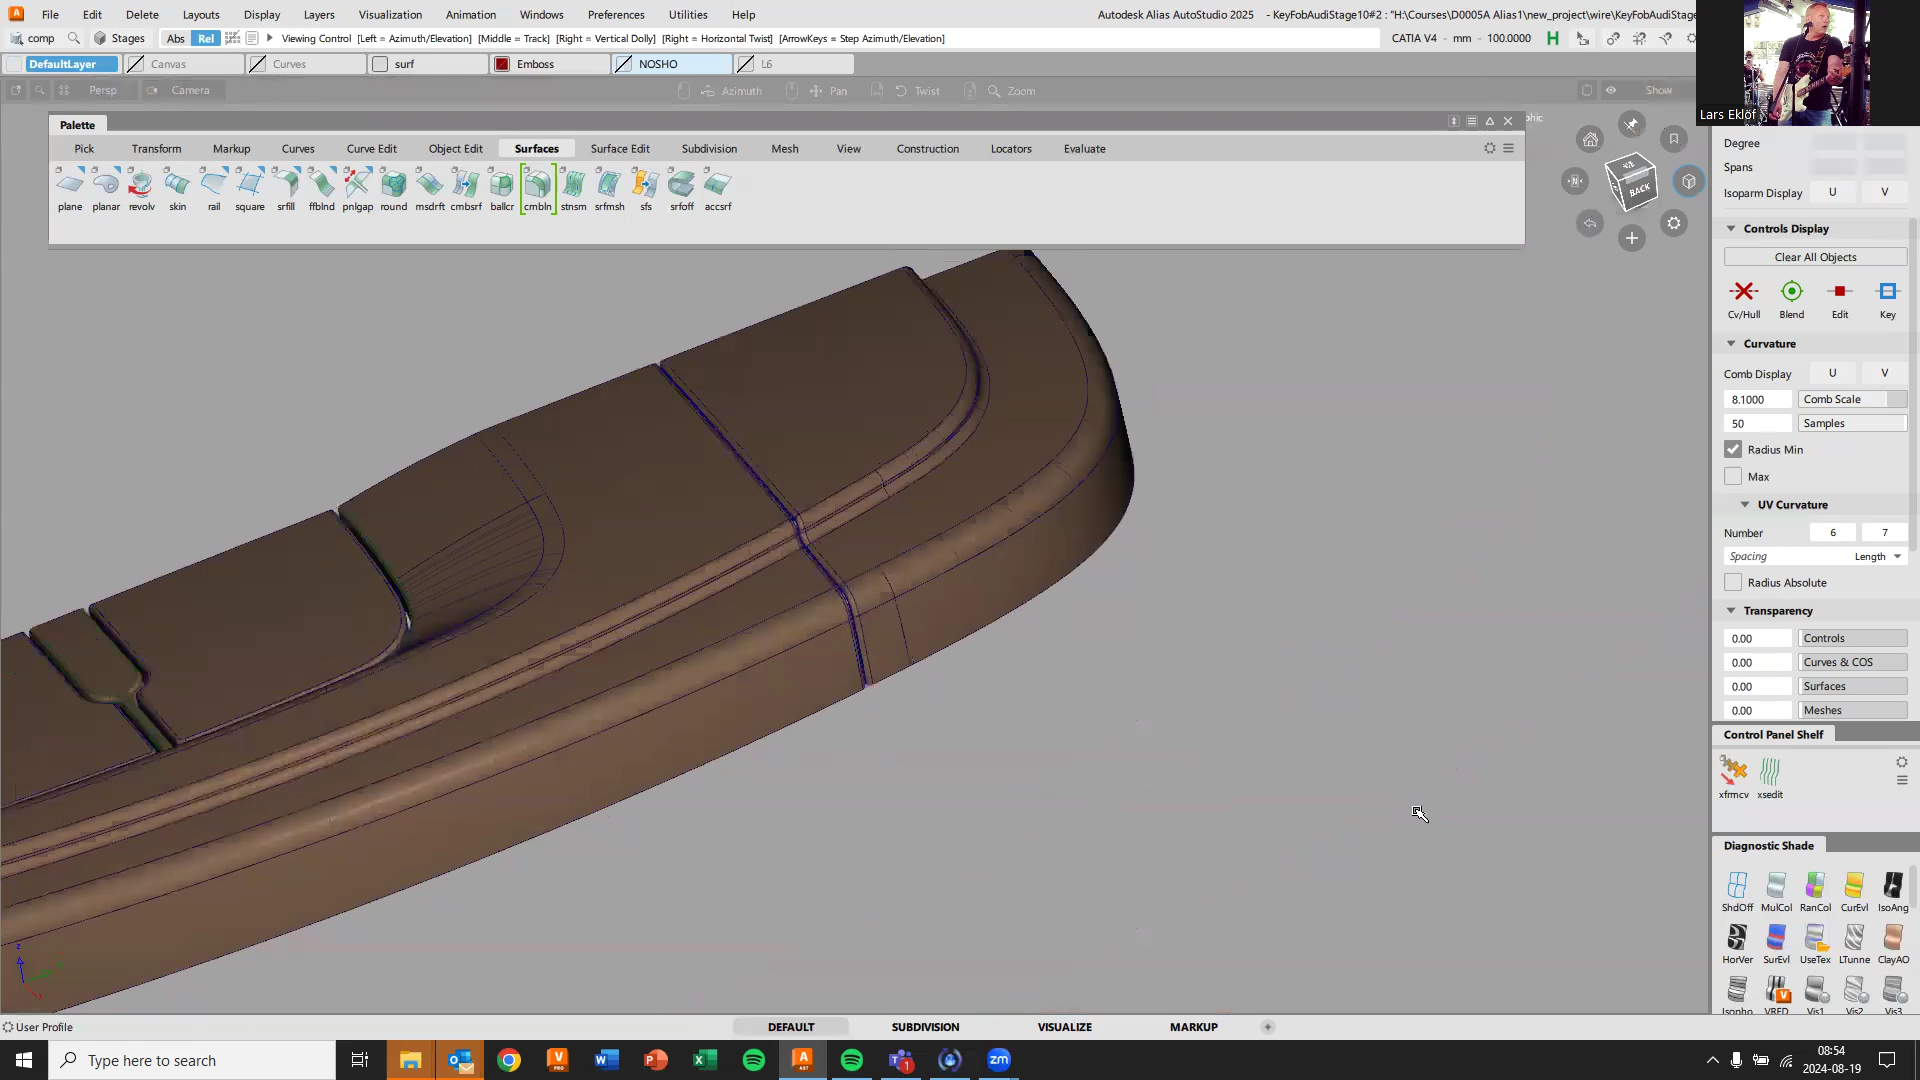 File Edit Delete Layouts Display Layers Visualization Animation Windows Preferences Utilities Help
Autodesk Alias AutoStudio 2025 - KeyFobAudiStage10#2 : "H:\Courses\D0005A Alias1\new_project\wire\KeyFobAudiStage
comp Stages Abs Rel Viewing Control [Left = Azimuth/Elevation] [Middle = Track] [Right = Vertical Dolly] [Right = Horizontal Twist] [ArrowKeys = Step Azimuth/Elevation] CATIA V4 - mm - 100.0000 H
DefaultLayer Canvas Curves surf Emboss NOSHO L6
Persp Camera Azimuth Pan Twist Zoom Show
Lars Eklöf
Palette
Pick Transform Markup Curves Curve Edit Object Edit Surfaces Surface Edit Subdivision Mesh View Construction Locators Evaluate
plane planar revolv skin rail square srfill ffblnd pnlgap round msdrft cmbsrf ballcr cmbln stnsm srfmsh sfs srfoff accsrf
BACK
Degree
Spans
Isoparm Display U V
Controls Display
Clear All Objects
Cv/Hull Blend Edit Key
Curvature
Comb Display U V
8.1000 Comb Scale
50 Samples
Radius Min
Max
UV Curvature
Number 6 7
Spacing Length
Radius Absolute
Transparency
0.00 Controls
0.00 Curves & COS
0.00 Surfaces
0.00 Meshes
Control Panel Shelf
xfrmcv xsedit
Diagnostic Shade
ShdOff MulCol RanCol CurEvl IsoAng
HorVer SurEvl UseTex LTunne ClayAO
Isopho VRED Vis1 Vis2 Vis3
User Profile DEFAULT SUBDIVISION VISUALIZE MARKUP
Type here to search
08:54
2024-08-19